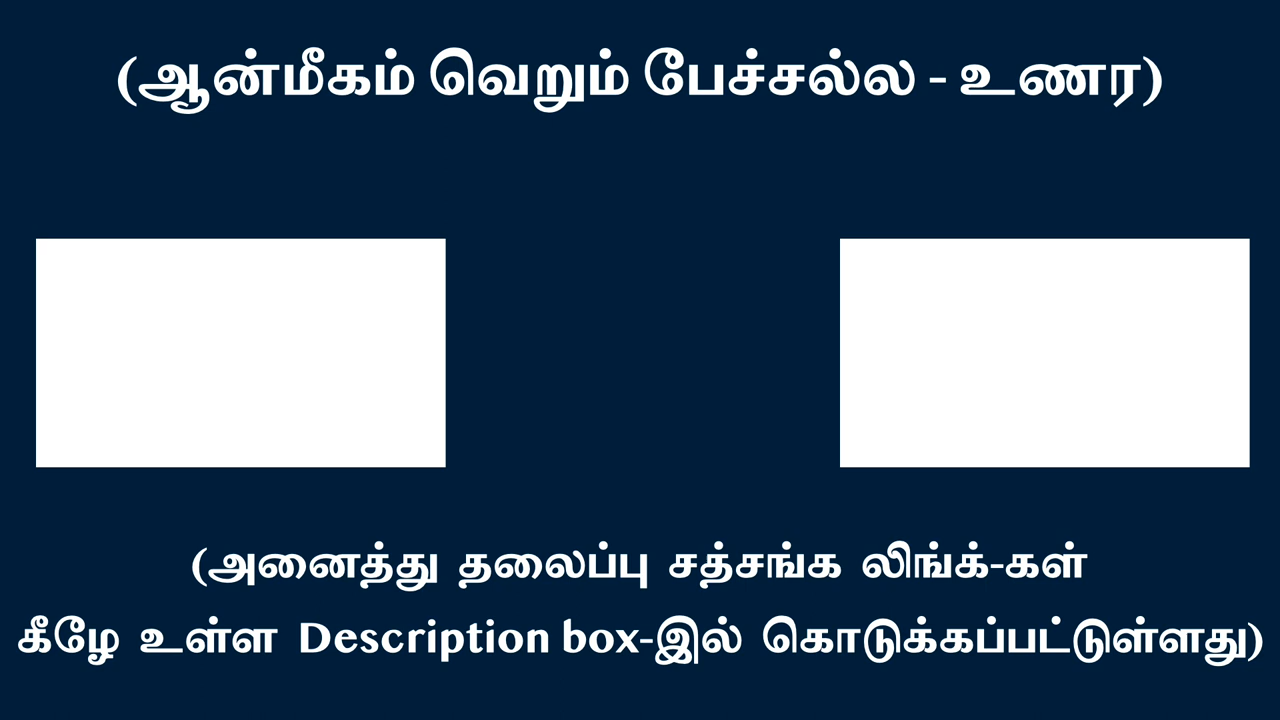 (ஆன்மீகம் வெறும் பேச்சல்ல - உணர)
(அனைத்து தலைப்பு சத்சங்க லிங்க்-கள்
கீழே உள்ள Description box-இல் கொடுக்கப்பட்டுள்ளது)